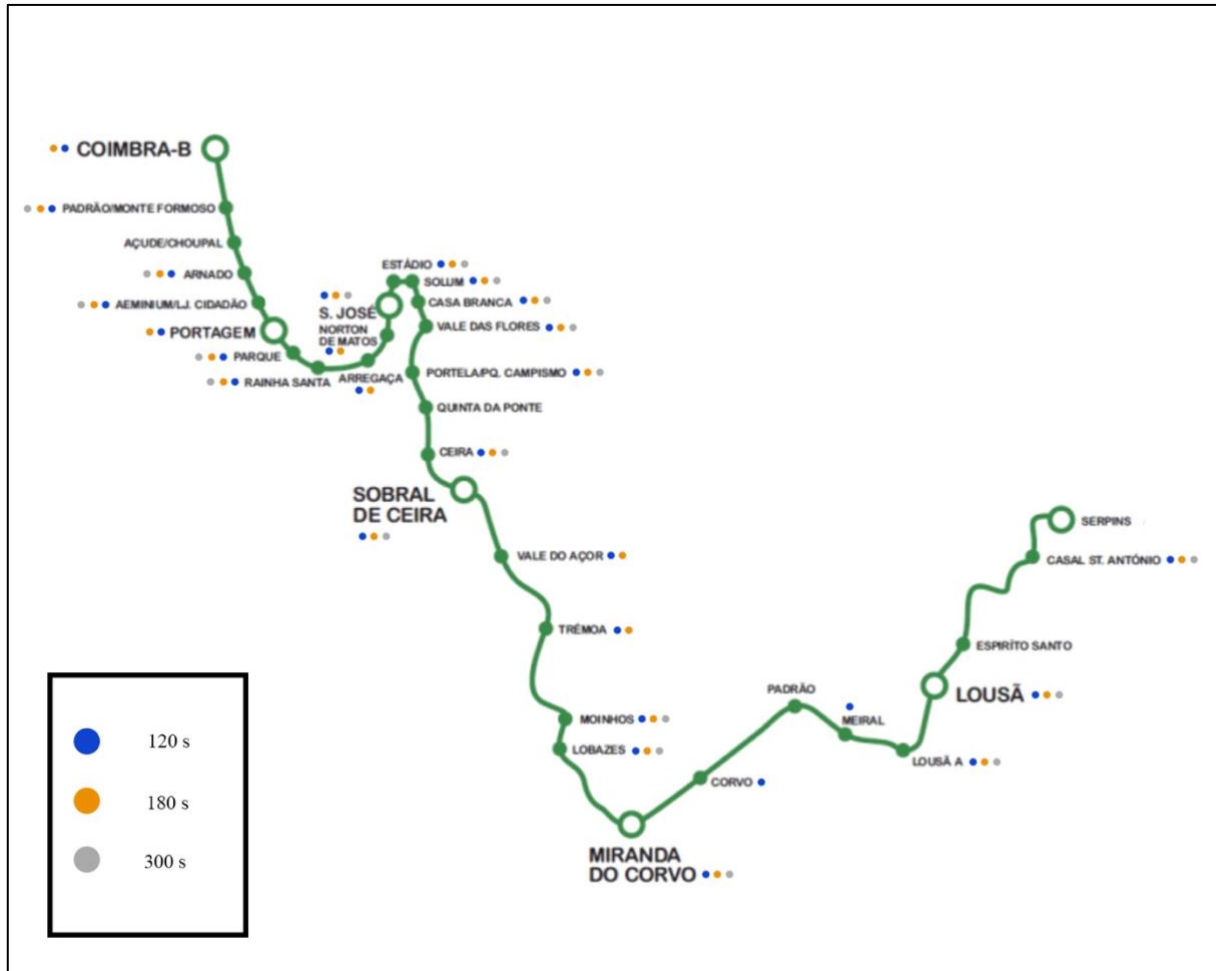 COIMBRA-B
PADRÃO/MONTE FORMOSO
AÇUDE/CHOUPAL
ARNADO
AEMINIUM/LJ. CIDADÃO
PORTAGEM
PARQUE
RAINHA SANTA
ARREGAÇA
NORTON
DE MATOS
S. JOSÉ
ESTÁDIO
SOLUM
CASA BRANCA
VALE DAS FLORES
PORTELA/PQ. CAMPISMO
QUINTA DA PONTE
CEIRA
SOBRAL
DE CEIRA
VALE DO AÇOR
TRÉMOA
MOINHOS
LOBAZES
MIRANDA
DO CORVO
CORVO
PADRÃO
MEIRAL
LOUSÃ A
LOUSÃ
ESPIRÍTO SANTO
CASAL ST. ANTÓNIO
SERPINS
120 s
180 s
300 s